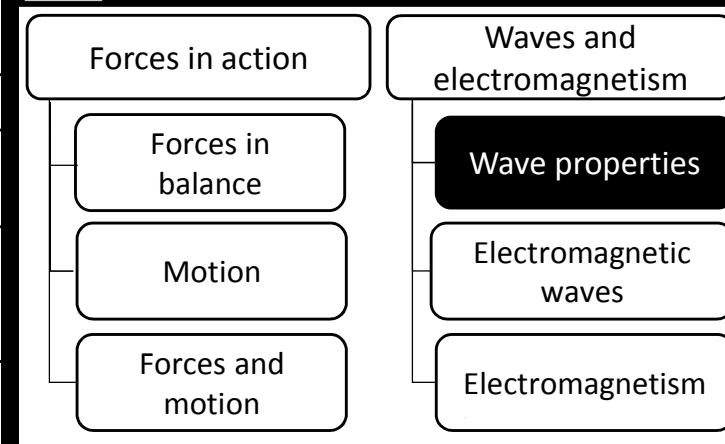 Forces in action
Forces in
balance
Motion
Forces and
motion
Waves and
electromagnetism
Wave properties
Electromagnetic
waves
Electromagnetism